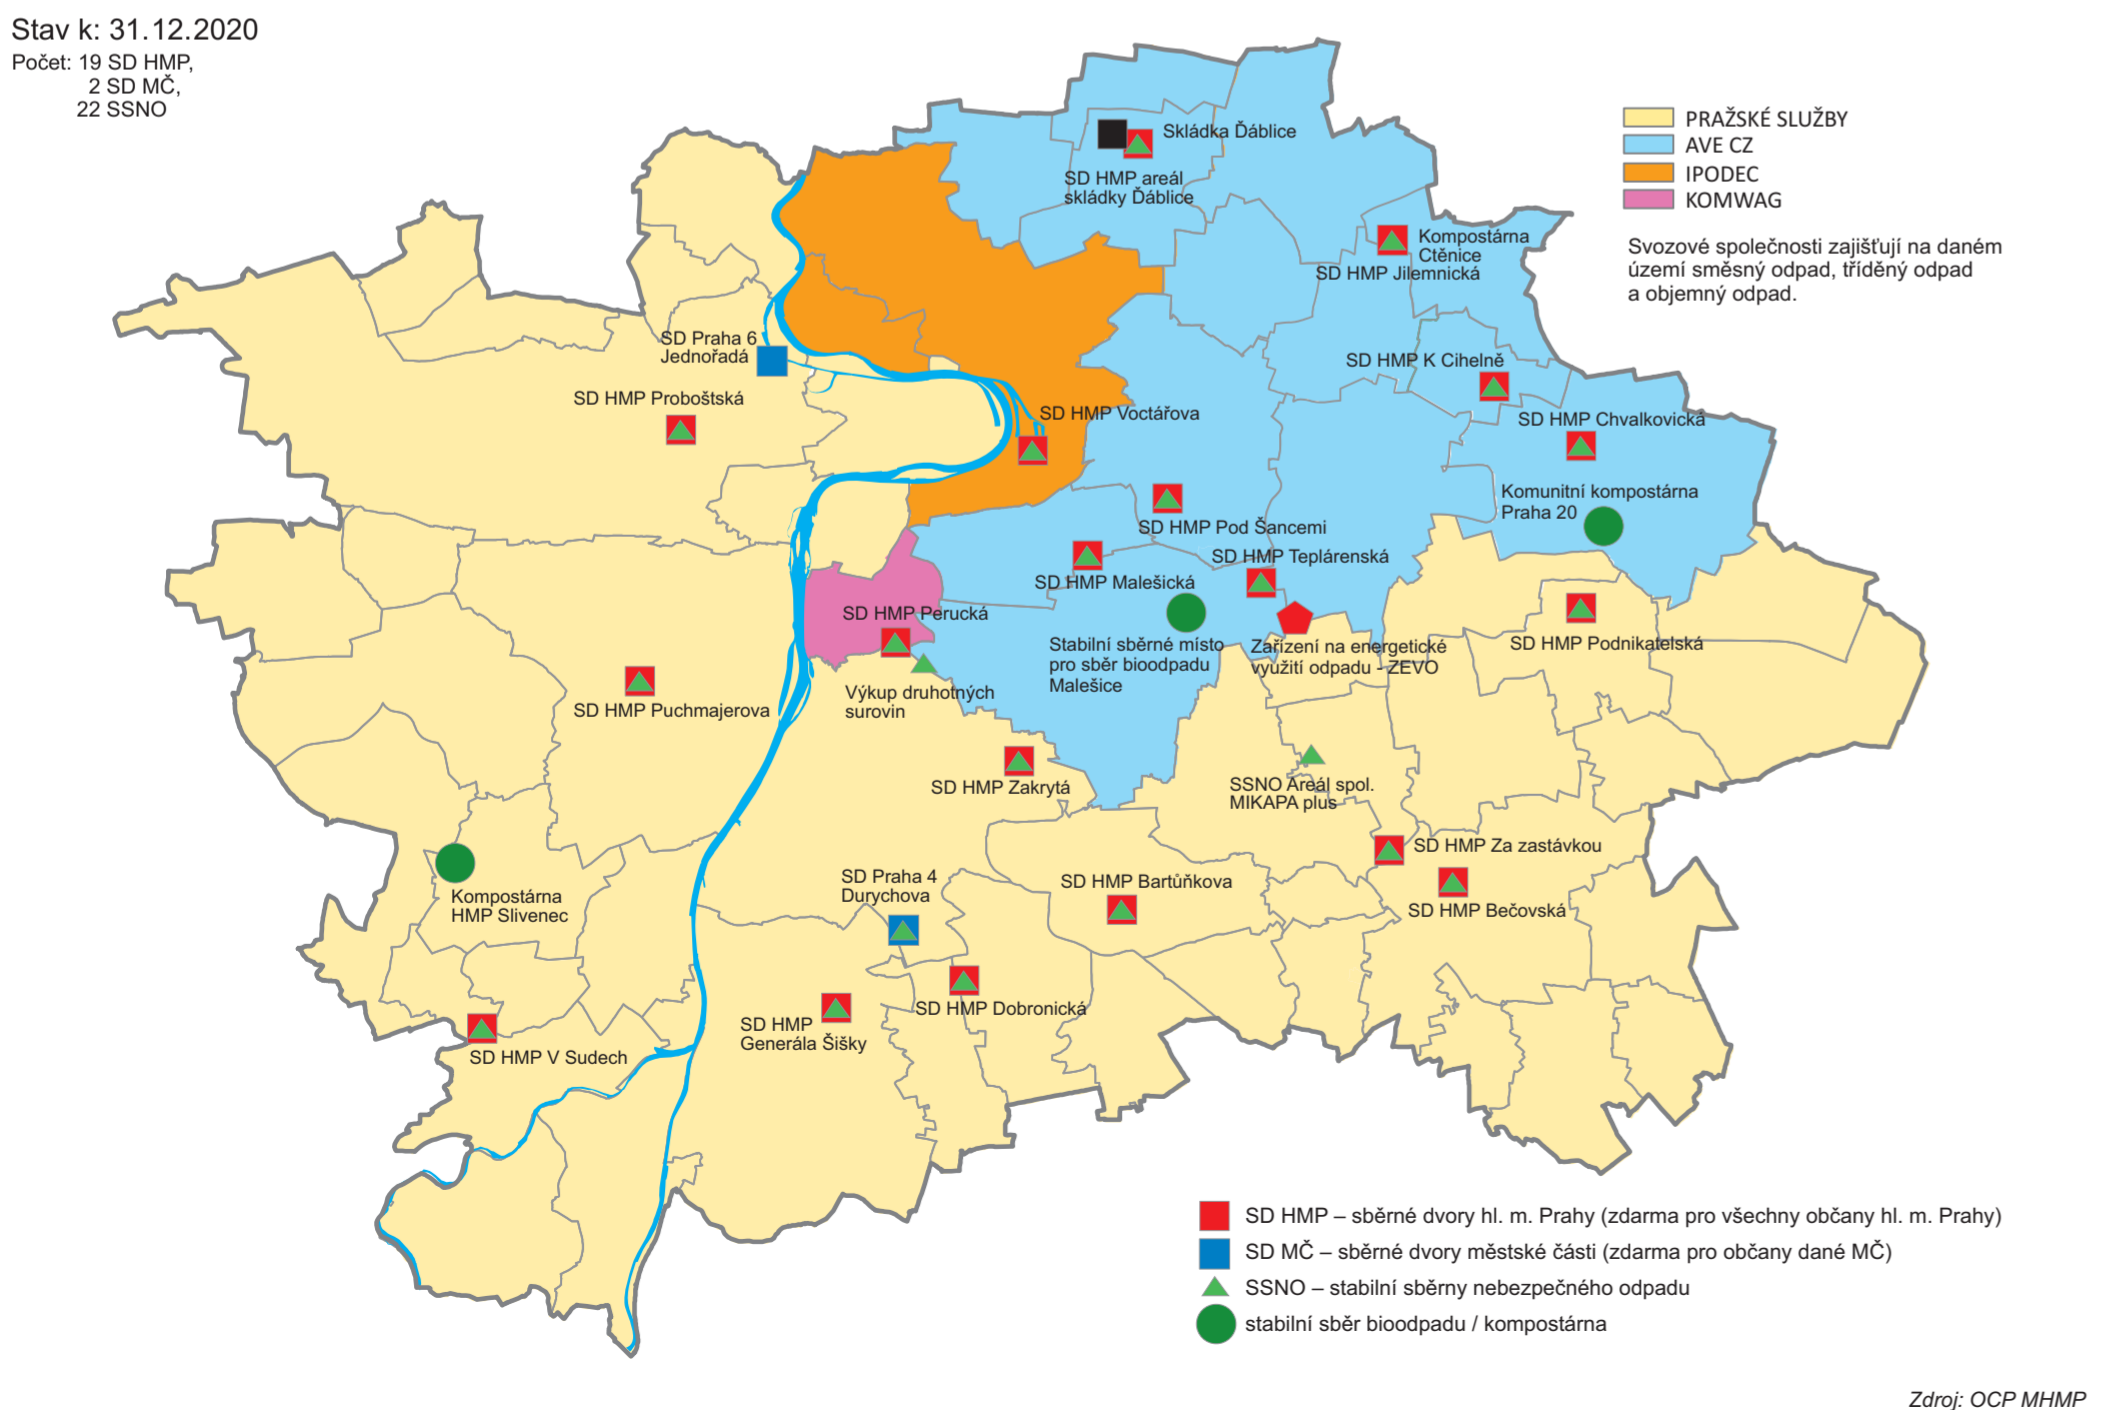 Stav k: 31.12.2020
Počet: 19 SD HMP,
2 SD MČ,
22 SSNO
PRAŽSKÉ SLUŽBY
AVE CZ
IPODEC
KOMWAG
Svozové společnosti zajišťují na daném
území směsný odpad, tříděný odpad
a objemný odpad.
Skládka Ďáblice
SD HMP areál
skládky Ďáblice
Kompostárna
Ctěnice
SD HMP Jilemnická
SD Praha 6
Jednořadá
SD HMP K Cihelně
SD HMP Proboštská
SD HMP Voctářova
SD HMP Chvalkovická
Komunitní kompostárna
Praha 20
SD HMP Pod Šancemi
SD HMP Teplárenská
SD HMP Malešická
SD HMP Perucká
Stabilní sběrné místo
pro sběr bioodpadu
Malešice
Zařízení na energetické
využití odpadu - ZEVO
SD HMP Podnikatelská
Výkup druhotných
surovin
SD HMP Puchmajerova
SD HMP Zakrytá
SSNO Areál spol.
MIKAPA plus
SD HMP Za zastávkou
SD HMP Bečovská
SD HMP Bartůňkova
SD Praha 4
Durychova
Kompostárna
HMP Slivenec
SD HMP Dobronická
SD HMP
Generála Šišky
SD HMP V Sudech
SD HMP – sběrné dvory hl. m. Prahy (zdarma pro všechny občany hl. m. Prahy)
SD MČ – sběrné dvory městské části (zdarma pro občany dané MČ)
SSNO – stabilní sběrny nebezpečného odpadu
stabilní sběr bioodpadu / kompostárna
Zdroj: OCP MHMP